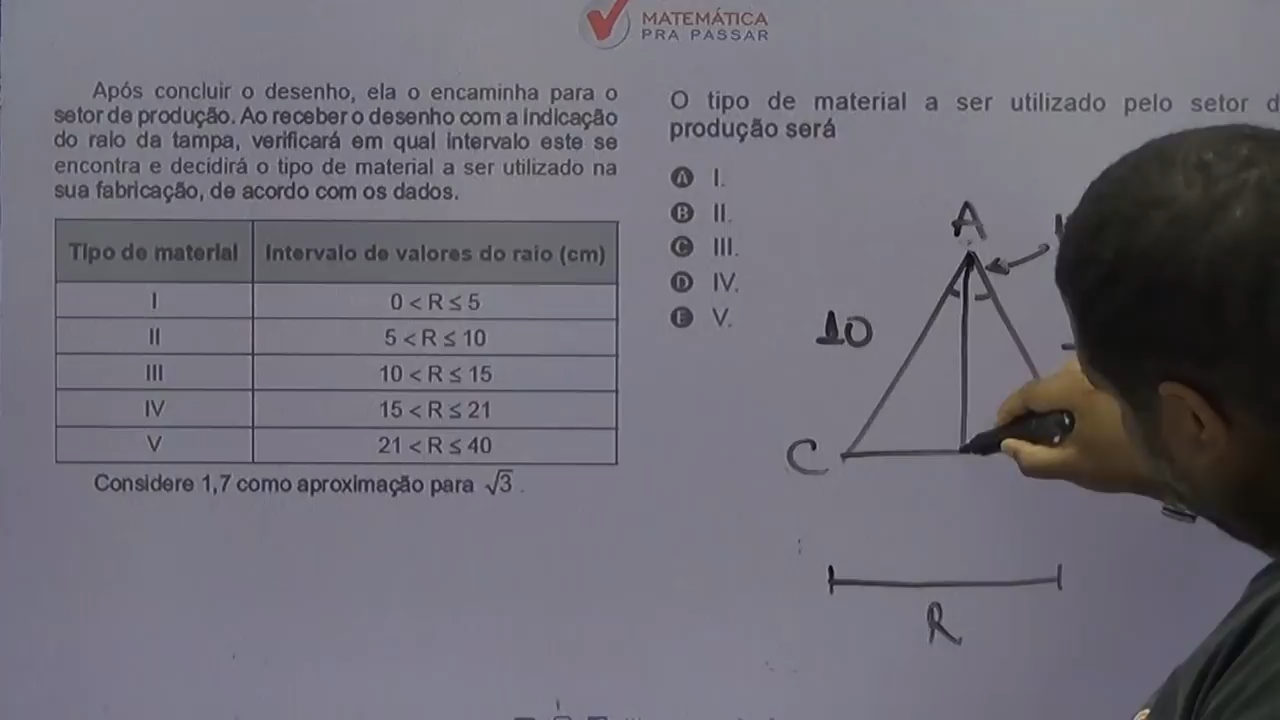 MATEMÁTICA
PRA PASSAR
Após concluir o desenho, ela o encaminha para o
setor de produção. Ao receber o desenho com a indicação
do raio da tampa, verificará em qual intervalo este se
encontra e decidirá o tipo de material a ser utilizado na
sua fabricação, de acordo com os dados.
Tipo de material Intervalo de valores do raio (cm)
I 0 < R ≤ 5
II 5 < R ≤ 10
III 10 < R ≤ 15
IV 15 < R ≤ 21
V 21 < R ≤ 40
Considere 1,7 como aproximação para √3 .
O tipo de material a ser utilizado pelo setor d
produção será
A I.
B II.
C III.
D IV.
E V.
A
10
C
R